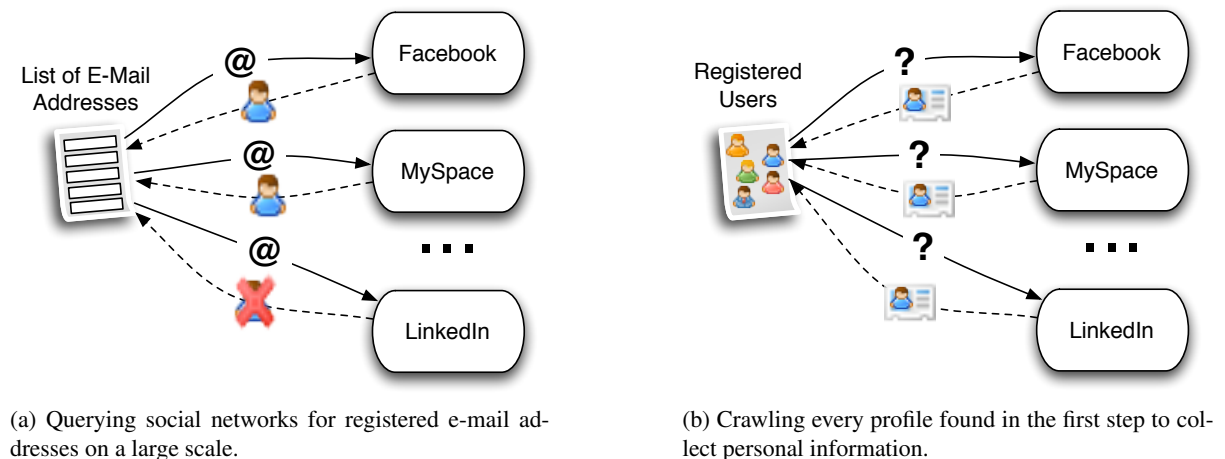 List of E-Mail
Addresses
@
Facebook
@
MySpace
@
...
LinkedIn
(a) Querying social networks for registered e-mail ad-
dresses on a large scale.
Registered
Users
?
Facebook
?
MySpace
?
...
LinkedIn
(b) Crawling every profile found in the first step to col-
lect personal information.